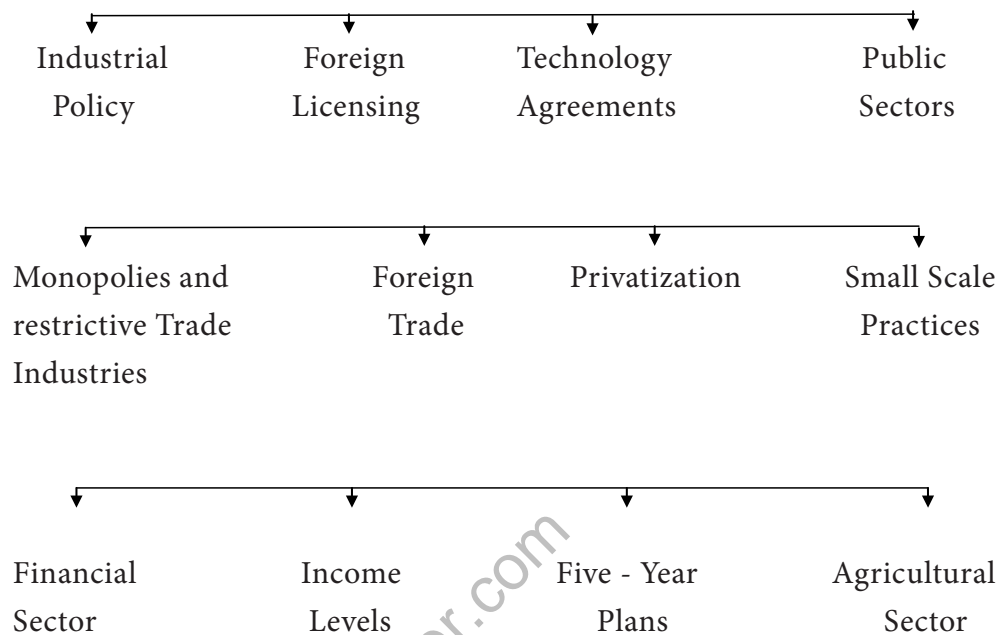 Industrial Foreign Technology Public
Policy Licensing Agreements Sectors
Monopolies and Foreign Privatization Small Scale
restrictive Trade Trade Practices
Industries
Financial Income Five - Year Agricultural
Sector Levels Plans Sector